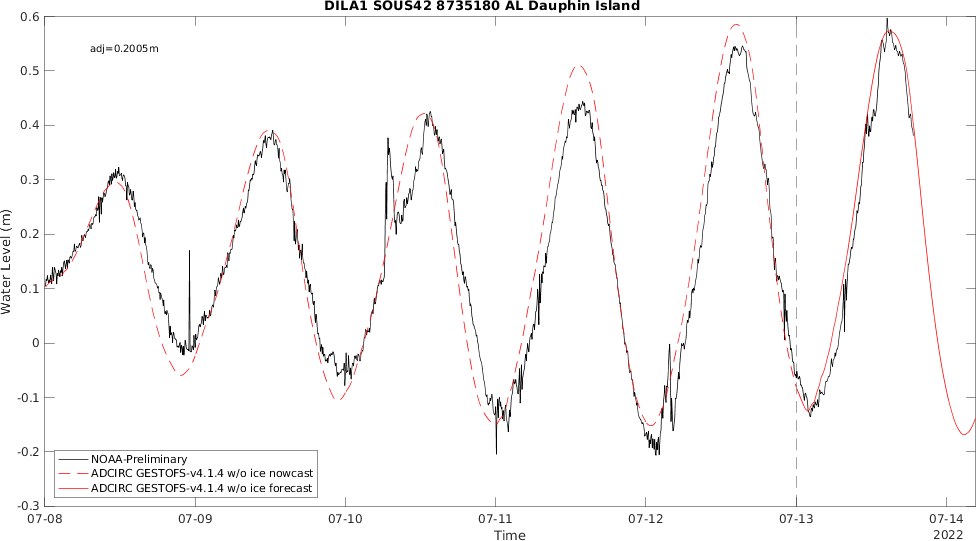 DILA1 SOUS42 8735180 AL Dauphin Island
adj=0.2005m
0.6
0.5
0.4
0.3
0.2
0.1
0
-0.1
-0.2
-0.3
Water Level (m)
NOAA-Preliminary
ADCIRC GESTOFS-v4.1.4 w/o ice nowcast
ADCIRC GESTOFS-v4.1.4 w/o ice forecast
07-08 07-09 07-10 07-11 07-12 07-13 07-14
Time
2022